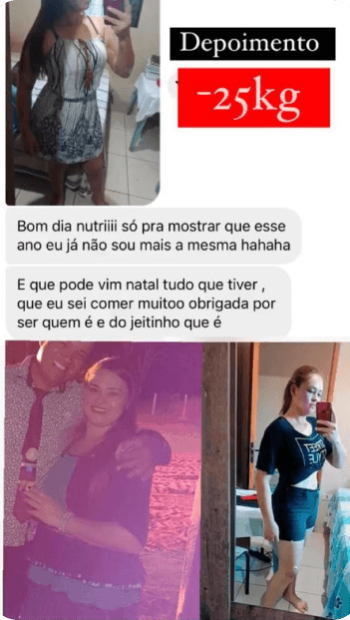 Depoimento
-25kg
Bom dia nutriiii só pra mostrar que esse
ano eu já não sou mais a mesma hahaha
E que pode vim natal tudo que tiver ,
que eu sei comer muitoo obrigada por
ser quem é e do jeitinho que é